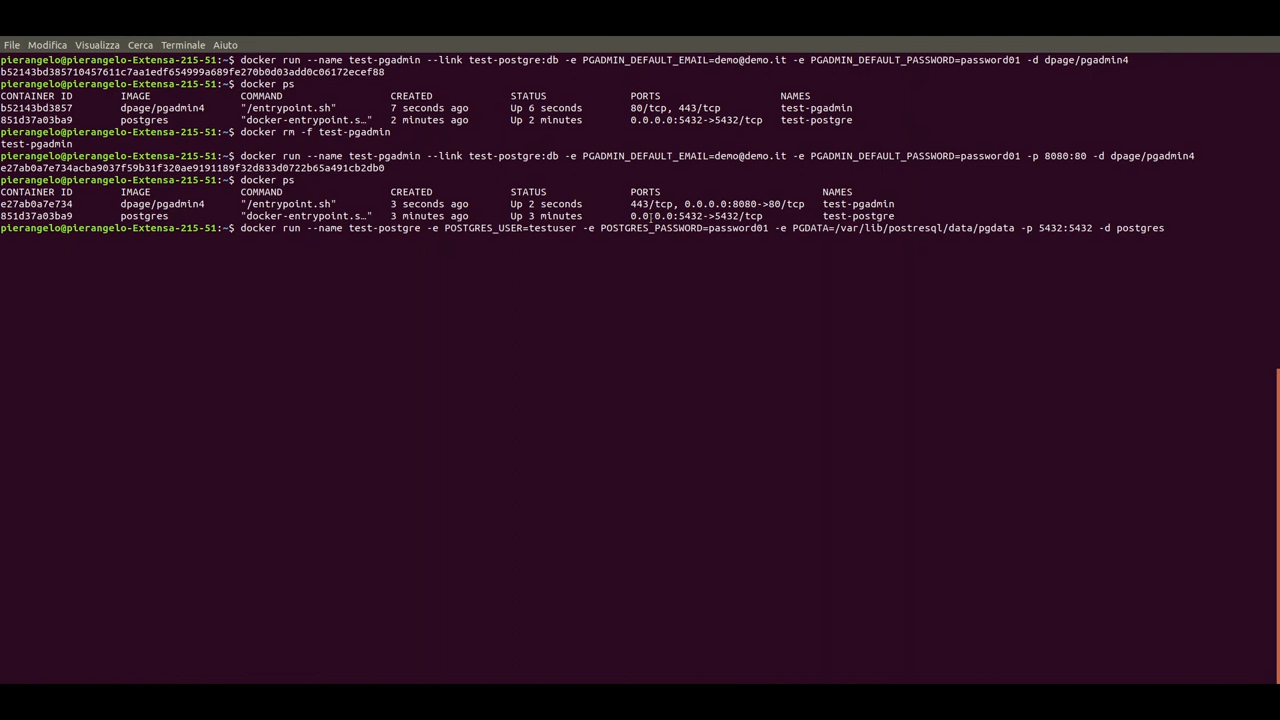 File Modifica Visualizza Cerca Terminale Aiuto
pierangelo@pierangelo-Extensa-215-51:~$ docker run --name test-pgadmin --link test-postgre:db -e PGADMIN_DEFAULT_EMAIL=demo@demo.it -e PGADMIN_DEFAULT_PASSWORD=password01 -d dpage/pgadmin4
b52143bd385710457611c7aa1edf654999a689fe270b0d03add0c06172ecef88
pierangelo@pierangelo-Extensa-215-51:~$ docker ps
CONTAINER ID IMAGE COMMAND CREATED STATUS PORTS NAMES
b52143bd3857 dpage/pgadmin4 "/entrypoint.sh" 7 seconds ago Up 6 seconds 80/tcp, 443/tcp test-pgadmin
851d37a03ba9 postgres "docker-entrypoint.s…" 2 minutes ago Up 2 minutes 0.0.0.0:5432->5432/tcp test-postgre
pierangelo@pierangelo-Extensa-215-51:~$ docker rm -f test-pgadmin
test-pgadmin
pierangelo@pierangelo-Extensa-215-51:~$ docker run --name test-pgadmin --link test-postgre:db -e PGADMIN_DEFAULT_EMAIL=demo@demo.it -e PGADMIN_DEFAULT_PASSWORD=password01 -p 8080:80 -d dpage/pgadmin4
e27ab0a7e734acba9037f59b31f320ae9191189f32d833d0722b65a491cb2db0
pierangelo@pierangelo-Extensa-215-51:~$ docker ps
CONTAINER ID IMAGE COMMAND CREATED STATUS PORTS NAMES
e27ab0a7e734 dpage/pgadmin4 "/entrypoint.sh" 3 seconds ago Up 2 seconds 443/tcp, 0.0.0.0:8080->80/tcp test-pgadmin
851d37a03ba9 postgres "docker-entrypoint.s…" 3 minutes ago Up 3 minutes 0.0.0.0:5432->5432/tcp test-postgre
pierangelo@pierangelo-Extensa-215-51:~$ docker run --name test-postgre -e POSTGRES_USER=testuser -e POSTGRES_PASSWORD=password01 -e PGDATA=/var/lib/postresql/data/pgdata -p 5432:5432 -d postgres